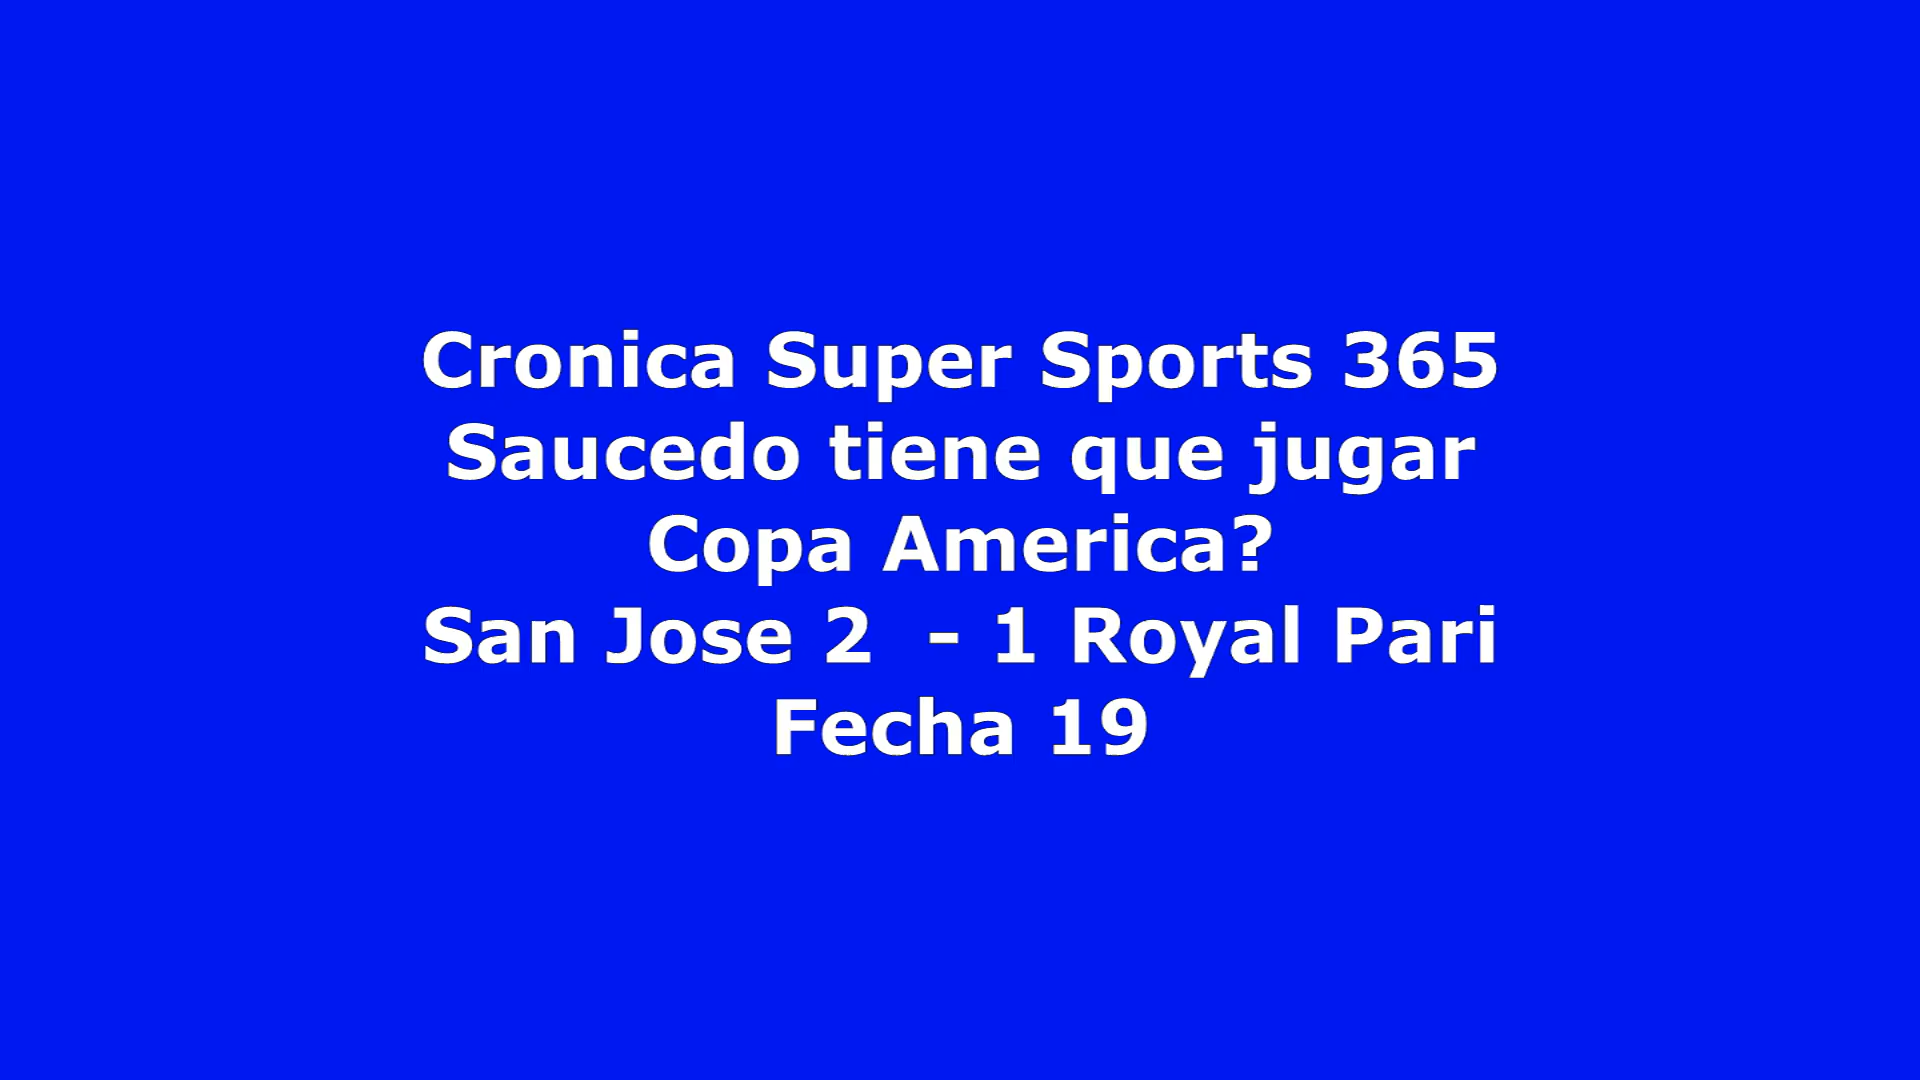 Cronica Super Sports 365
Saucedo tiene que jugar
Copa America?
San Jose 2  - 1 Royal Pari
Fecha 19